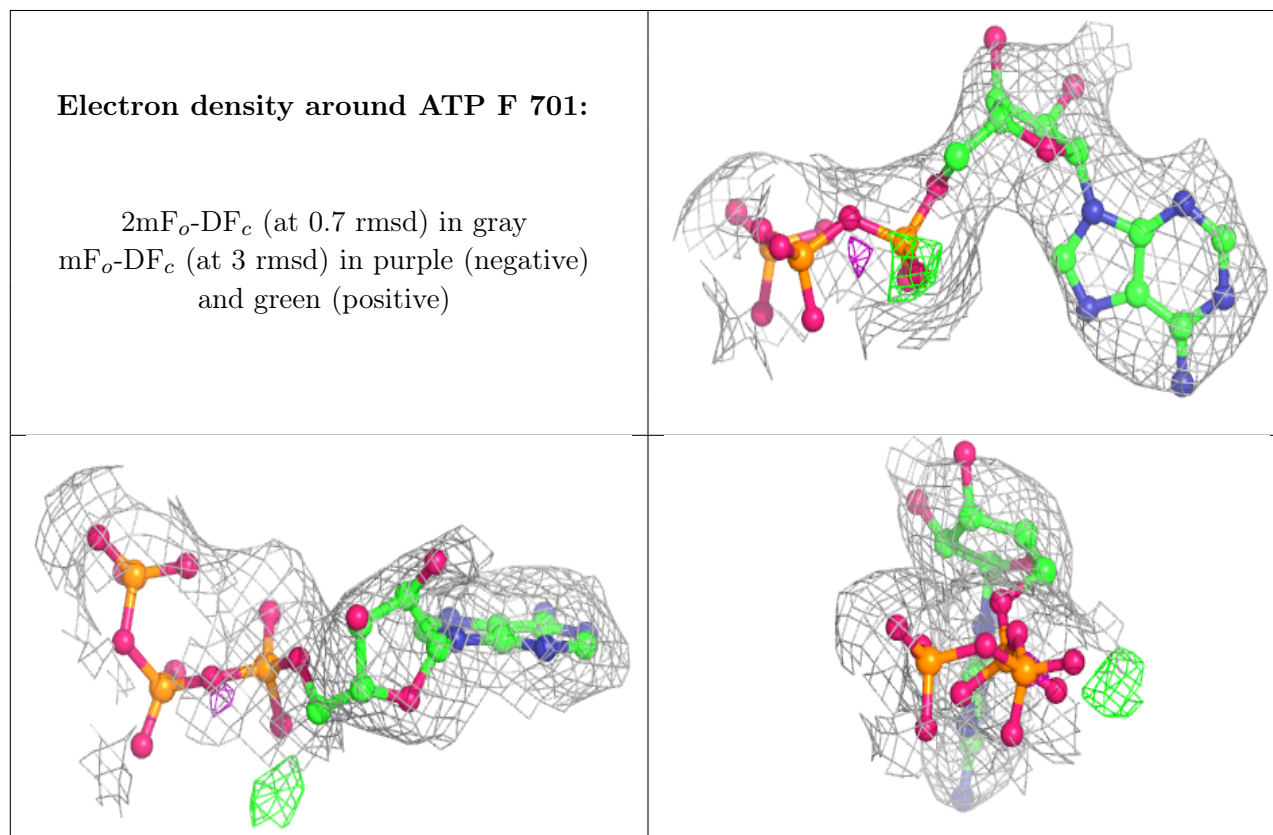 Electron density around ATP F 701:
2mFₒ-DF𝒸 (at 0.7 rmsd) in gray
mFₒ-DF𝒸 (at 3 rmsd) in purple (negative)
and green (positive)